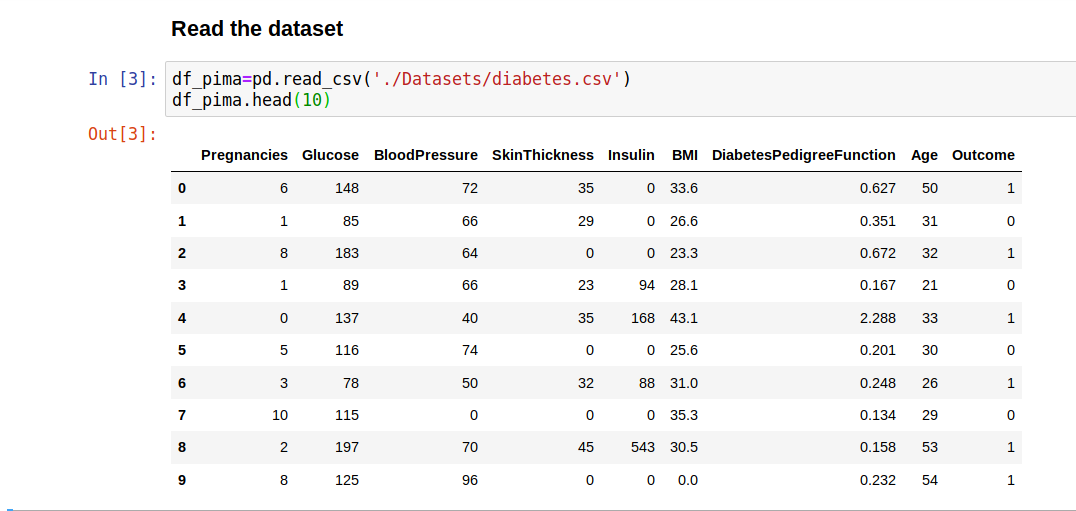 Read the dataset
In [3]: df_pima=pd.read_csv('./Datasets/diabetes.csv')
df_pima.head(10)
Out[3]:
Pregnancies Glucose BloodPressure SkinThickness Insulin BMI DiabetesPedigreeFunction Age Outcome
0 6 148 72 35 0 33.6 0.627 50 1
1 1 85 66 29 0 26.6 0.351 31 0
2 8 183 64 0 0 23.3 0.672 32 1
3 1 89 66 23 94 28.1 0.167 21 0
4 0 137 40 35 168 43.1 2.288 33 1
5 5 116 74 0 0 25.6 0.201 30 0
6 3 78 50 32 88 31.0 0.248 26 1
7 10 115 0 0 0 35.3 0.134 29 0
8 2 197 70 45 543 30.5 0.158 53 1
9 8 125 96 0 0 0.0 0.232 54 1